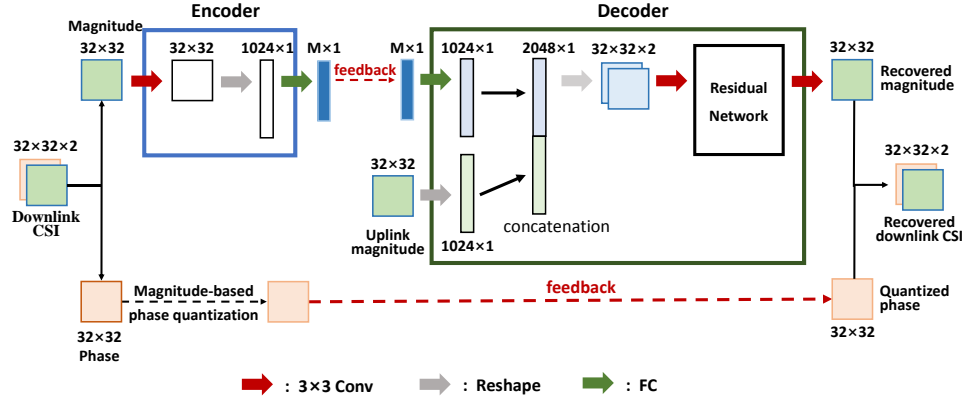 Encoder
Decoder
Magnitude
32×32
32×32
1024×1
M×1
feedback
M×1
1024×1
2048×1
32×32×2
Residual
Network
32×32
Recovered
magnitude
32×32×2
Downlink
CSI
32×32
Uplink
magnitude
1024×1
concatenation
32×32×2
Recovered
downlink CSI
Magnitude-based
phase quantization
feedback
Quantized
phase
32×32
Phase
32×32
: 3×3 Conv
: Reshape
: FC